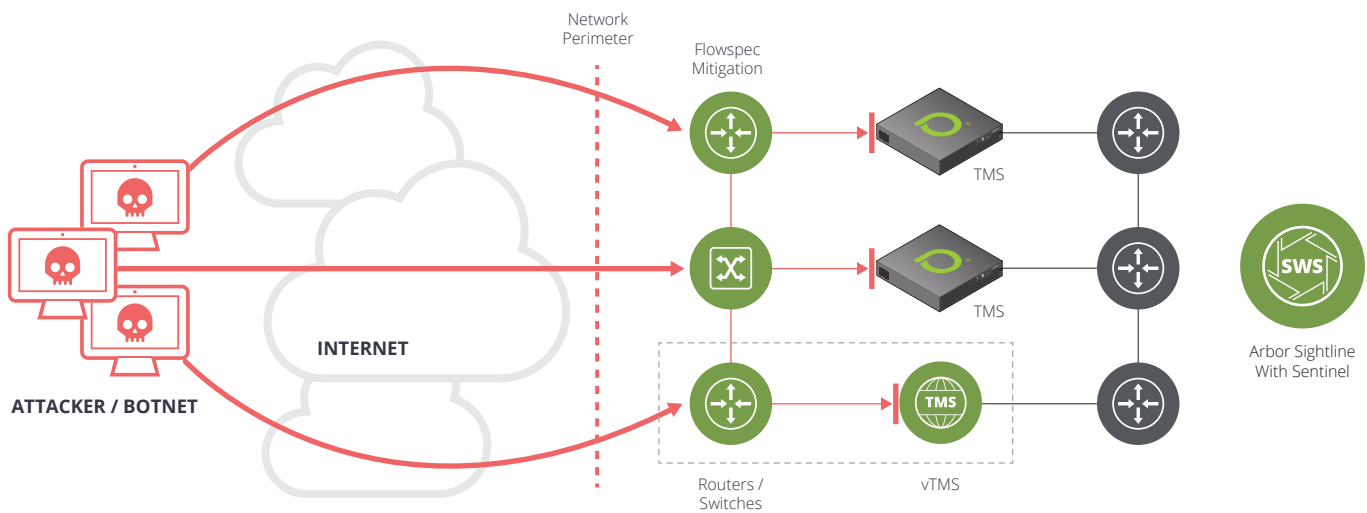 Network
Perimeter
Flowspec
Mitigation
TMS
SWS
TMS
INTERNET
Arbor Sightline
With Sentinel
ATTACKER / BOTNET
TMS
Routers /
Switches
vTMS